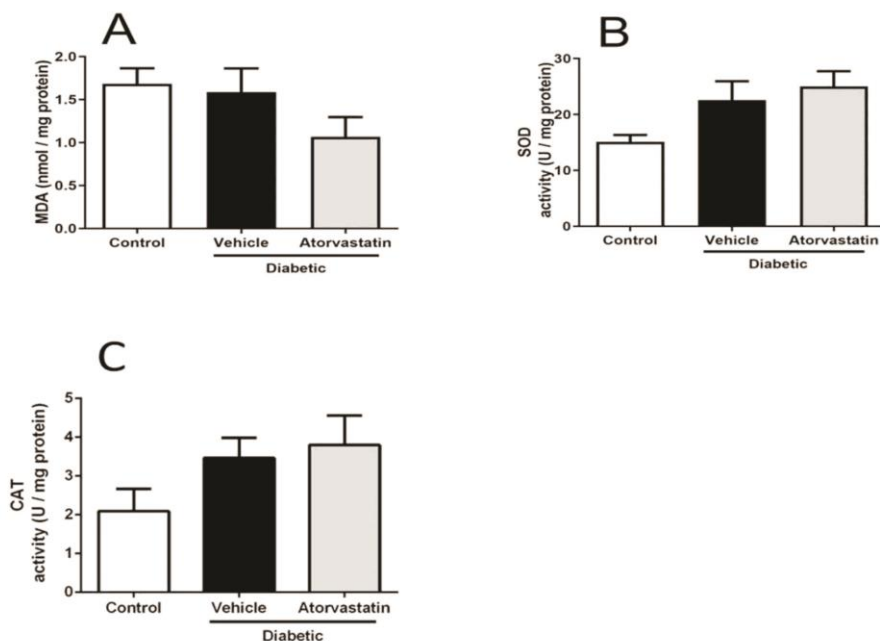 A
MDA (nmol / mg protein)
2.0
1.5
1.0
0.5
0.0
Control
Vehicle
Atorvastatin
Diabetic
B
SOD
activity (U / mg protein)
30
20
10
0
Control
Vehicle
Atorvastatin
Diabetic
C
CAT
activity (U / mg protein)
5
4
3
2
1
0
Control
Vehicle
Atorvastatin
Diabetic